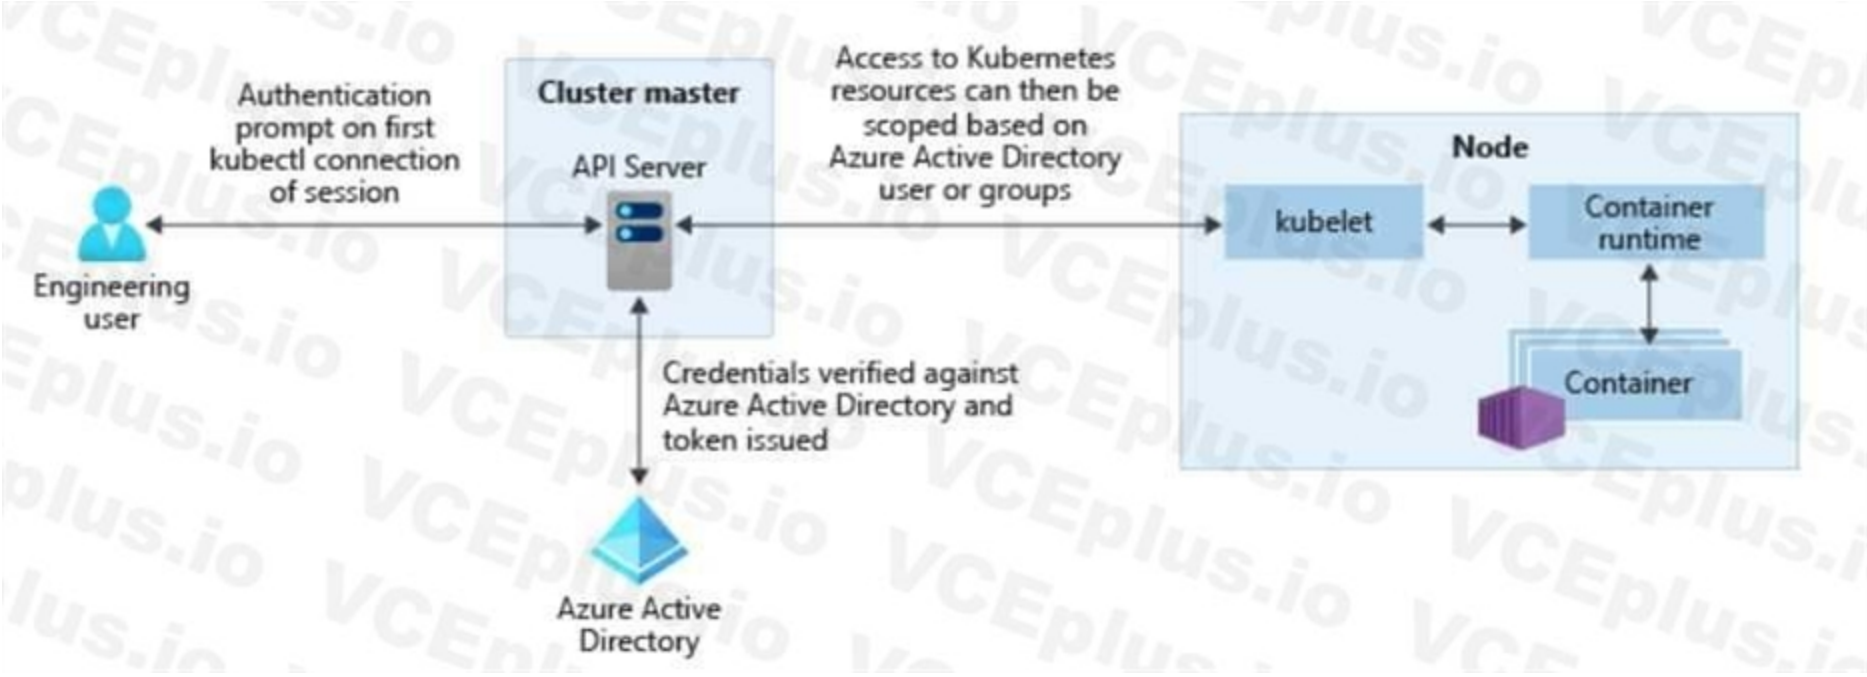 Authentication
prompt on first
kubectl connection
of session
Engineering
user
Cluster master
API Server
Credentials verified against
Azure Active Directory and
token issued
Azure Active
Directory
Access to Kubernetes
resources can then be
scoped based on
Azure Active Directory
user or groups
Node
kubelet
Container
runtime
Container
VCEplus.io